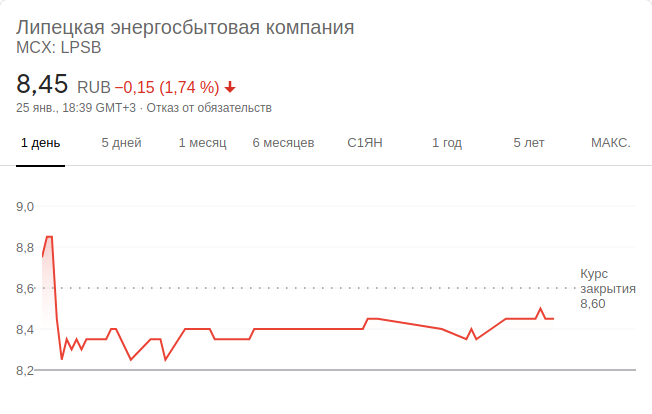 Липецкая энергосбытовая компания
MCX: LPSB
8,45 RUB −0,15 (1,74 %)
25 янв., 18:39 GMT+3 · Отказ от обязательств
1 день 5 дней 1 месяц 6 месяцев С1ЯН 1 год 5 лет МАКС.
9,0
8,8
8,6
8,4
8,2
Курс
закрытия
8,60